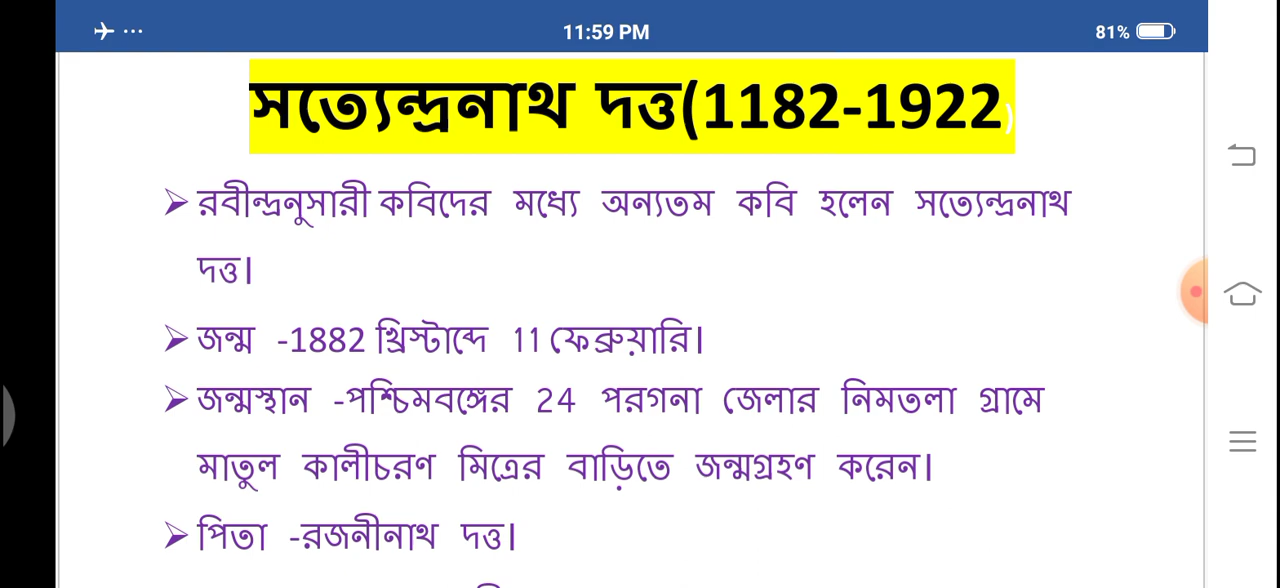 11:59 PM
81%
সত্যেন্দ্রনাথ দত্ত(1182-1922)
➢ রবীন্দ্রনুসারী কবিদের মধ্যে অন্যতম কবি হলেন সত্যেন্দ্রনাথ
দত্ত।
➢ জন্ম -1882 খ্রিস্টাব্দে 11 ফেব্রুয়ারি।
➢ জন্মস্থান -পশ্চিমবঙ্গের 24 পরগনা জেলার নিমতলা গ্রামে
মাতুল কালীচরণ মিত্রের বাড়িতে জন্মগ্রহণ করেন।
➢ পিতা -রজনীনাথ দত্ত।